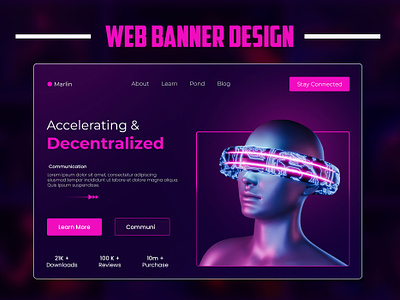 WEB BANNER DESIGN
Marlin
About Learn Pond Blog
Stay Connected
Accelerating &
Decentralized
Communication
Lorem ipsum dolor sit amet, consectetur adipiscing elit.
Ipsum suspendisse.
Learn More
Communi
21K + 100 K + 10m +
Downloads Reviews Purchase